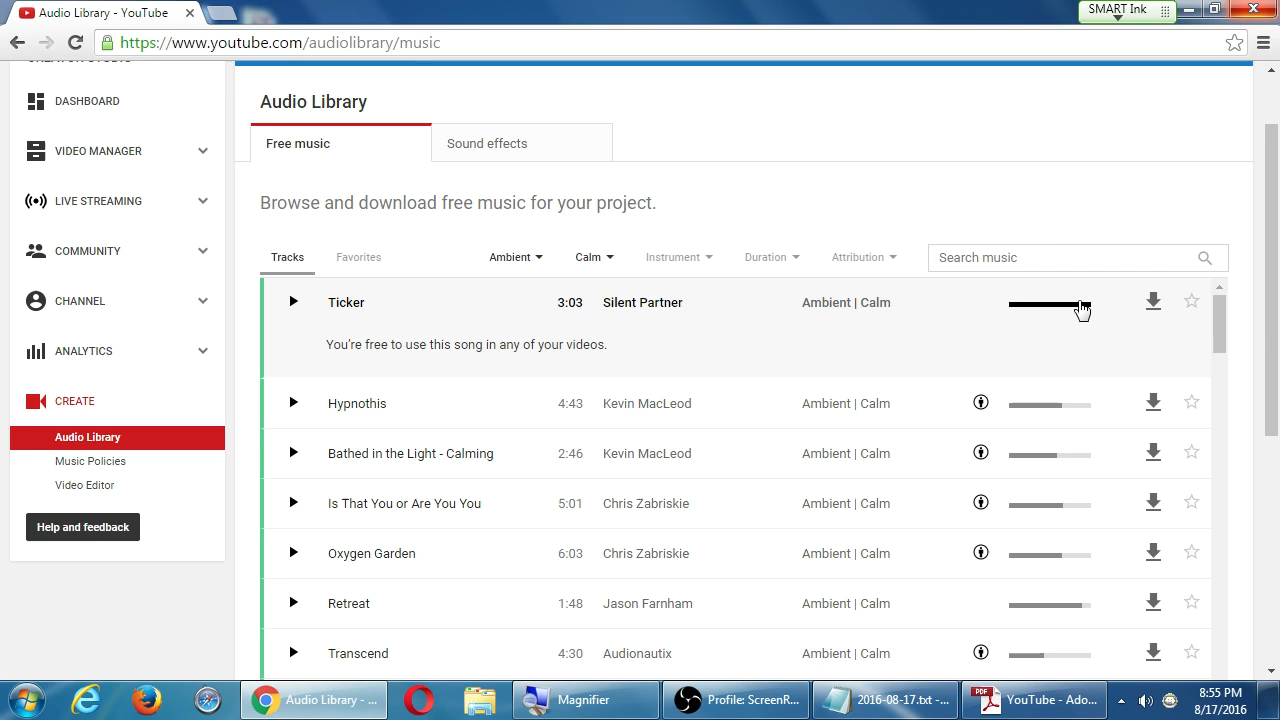 Audio Library - YouTube
SMART Ink
https://www.youtube.com/audiolibrary/music
DASHBOARD
VIDEO MANAGER
LIVE STREAMING
COMMUNITY
CHANNEL
ANALYTICS
CREATE
Audio Library
Music Policies
Video Editor
Help and feedback
Audio Library
Free music Sound effects
Browse and download free music for your project.
Tracks Favorites Ambient Calm Instrument Duration Attribution Search music
Ticker 3:03 Silent Partner Ambient | Calm
You're free to use this song in any of your videos.
Hypnothis 4:43 Kevin MacLeod Ambient | Calm
Bathed in the Light - Calming 2:46 Kevin MacLeod Ambient | Calm
Is That You or Are You You 5:01 Chris Zabriskie Ambient | Calm
Oxygen Garden 6:03 Chris Zabriskie Ambient | Calm
Retreat 1:48 Jason Farnham Ambient | Calm
Transcend 4:30 Audionautix Ambient | Calm
Audio Library - ... Magnifier Profile: ScreenR... 2016-08-17.txt -... PDF YouTube - Ado... 8:55 PM
8/17/2016